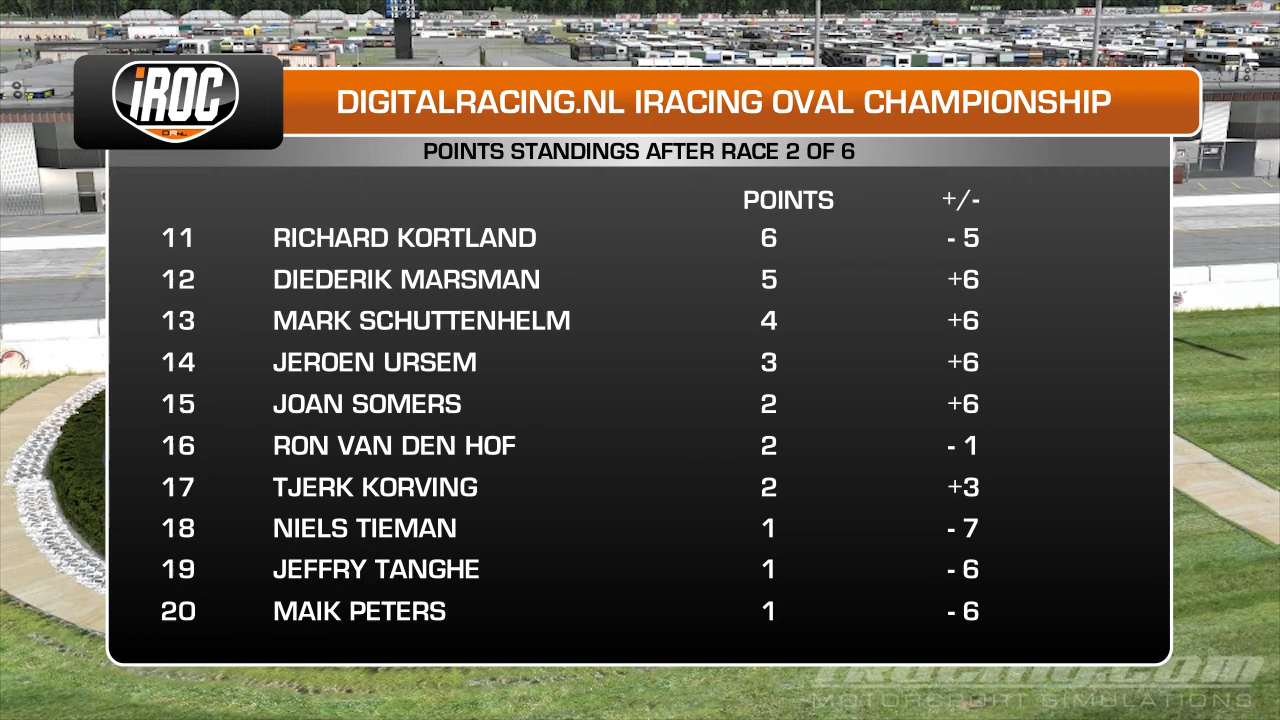 iROC
DIGITALRACING.NL IRACING OVAL CHAMPIONSHIP
POINTS STANDINGS AFTER RACE 2 OF 6
POINTS +/-
11 RICHARD KORTLAND 6 - 5
12 DIEDERIK MARSMAN 5 +6
13 MARK SCHUTTENHELM 4 +6
14 JEROEN URSEM 3 +6
15 JOAN SOMERS 2 +6
16 RON VAN DEN HOF 2 - 1
17 TJERK KORVING 2 +3
18 NIELS TIEMAN 1 - 7
19 JEFFRY TANGHE 1 - 6
20 MAIK PETERS 1 - 6
iRacing.com
MOTORSPORT SIMULATIONS